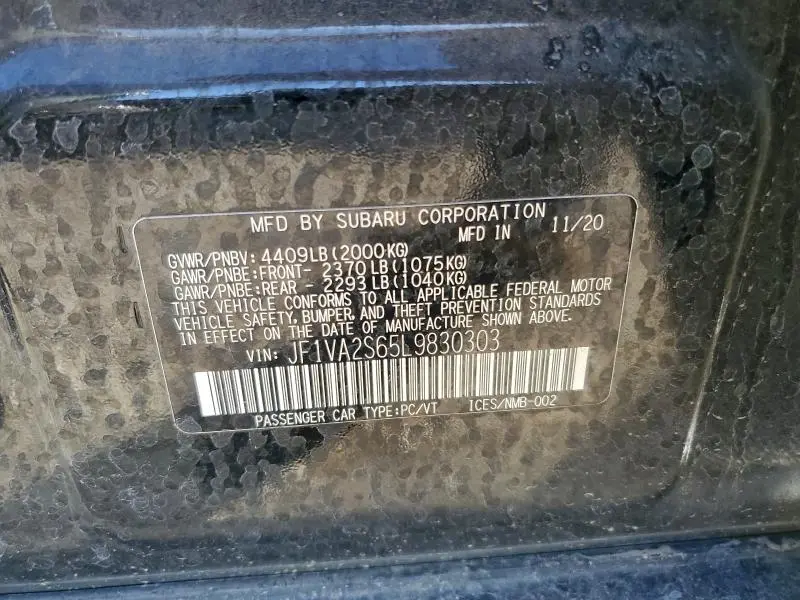 MFD BY SUBARU CORPORATION
MFD IN 11/20
GVWR/PNBV: 4409LB(2000KG)
GAWR/PNBE:FRONT- 2370LB(1075KG)
GAWR/PNBE:REAR - 2293LB(1040KG)
THIS VEHICLE CONFORMS TO ALL APPLICABLE FEDERAL MOTOR
VEHICLE SAFETY, BUMPER, AND THEFT PREVENTION STANDARDS
IN EFFECT ON THE DATE OF MANUFACTURE SHOWN ABOVE.
VIN: JF1VA2S65L9830303
PASSENGER CAR TYPE:PC/VT ICES/NMB-002